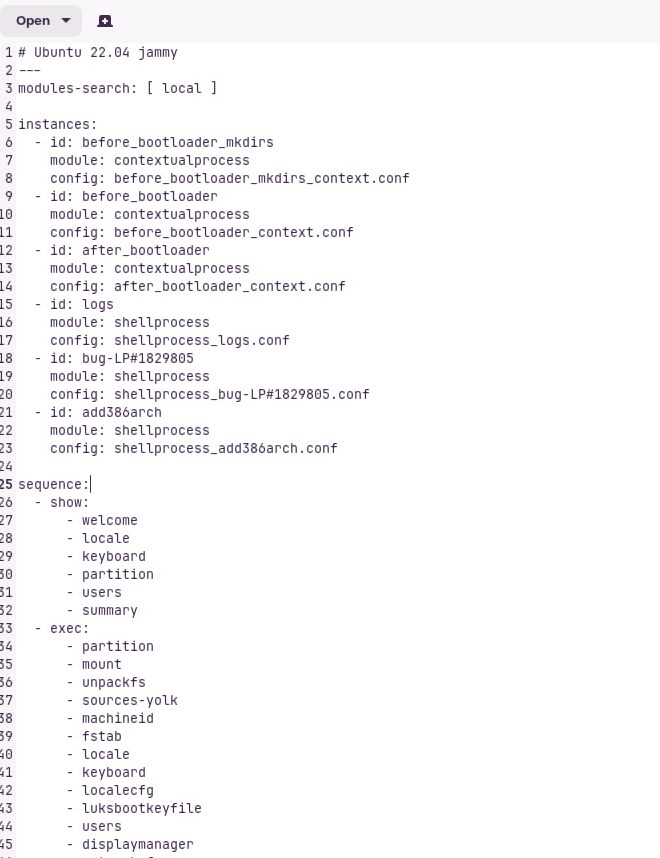 Open
1 # Ubuntu 22.04 jammy
2 ---
3 modules-search: [ local ]
4
5 instances:
6   - id: before_bootloader_mkdirs
7     module: contextualprocess
8     config: before_bootloader_mkdirs_context.conf
9   - id: before_bootloader
10     module: contextualprocess
11     config: before_bootloader_context.conf
12   - id: after_bootloader
13     module: contextualprocess
14     config: after_bootloader_context.conf
15   - id: logs
16     module: shellprocess
17     config: shellprocess_logs.conf
18   - id: bug-LP#1829805
19     module: shellprocess
20     config: shellprocess_bug-LP#1829805.conf
21   - id: add386arch
22     module: shellprocess
23     config: shellprocess_add386arch.conf
24
25 sequence:
26   - show:
27       - welcome
28       - locale
29       - keyboard
30       - partition
31       - users
32       - summary
33   - exec:
34       - partition
35       - mount
36       - unpackfs
37       - sources-yolk
38       - machineid
39       - fstab
40       - locale
41       - keyboard
42       - localecfg
43       - luksbootkeyfile
44       - users
45       - displaymanager